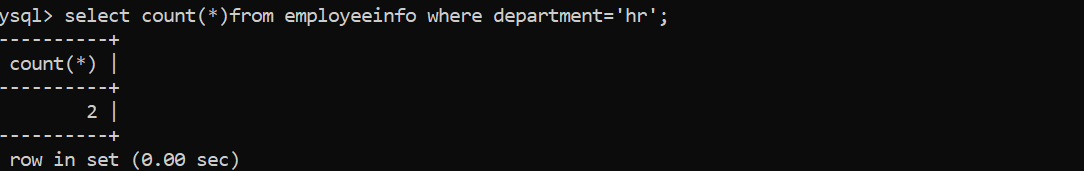 ysql> select count(*)from employeeinfo where department='hr';
----------+
count(*) |
----------+
       2 |
----------+
row in set (0.00 sec)